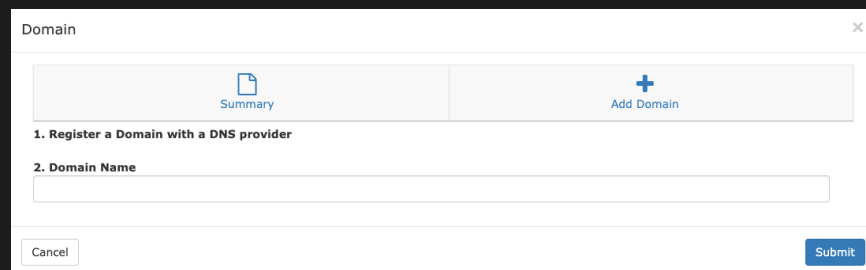 Domain
×
Summary
Add Domain
1. Register a Domain with a DNS provider
2. Domain Name
Cancel
Submit